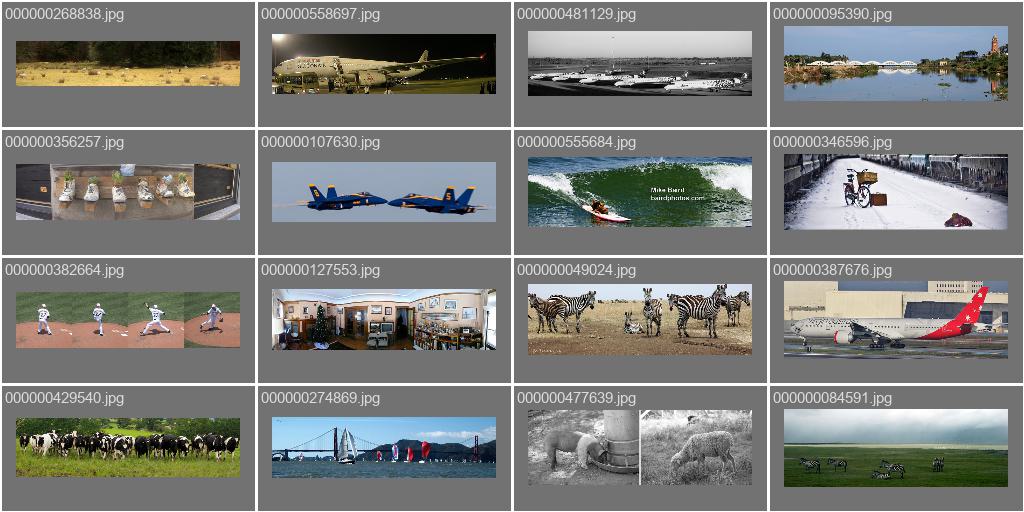 000000268838.jpg
000000558697.jpg
000000481129.jpg
000000095390.jpg
000000356257.jpg
000000107630.jpg
000000555684.jpg
Mike Baird
bairdphotos.com
000000346596.jpg
000000382664.jpg
000000127553.jpg
000000049024.jpg
000000387676.jpg
000000429540.jpg
000000274869.jpg
000000477639.jpg
000000084591.jpg